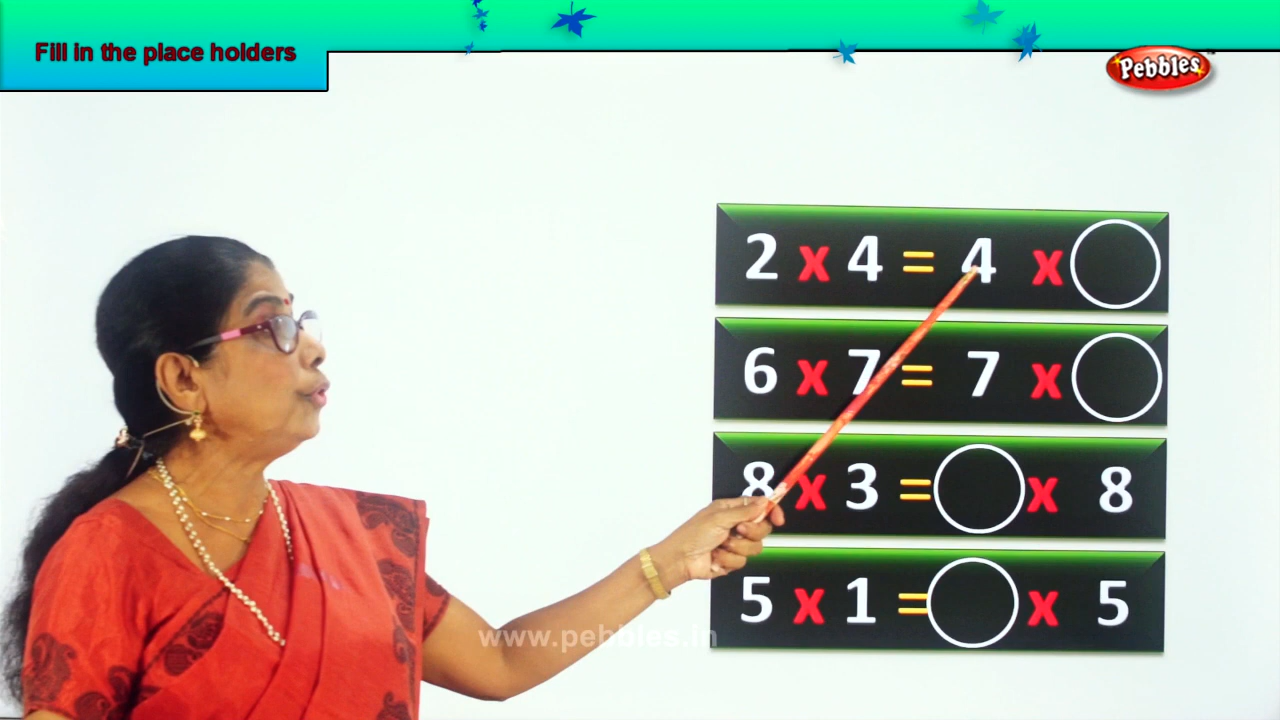 Fill in the place holders
Pebbles
2 x 4 = 4 x
6 x 7 = 7 x
8 x 3 = x 8
5 x 1 = x 5
www.pebbles.in